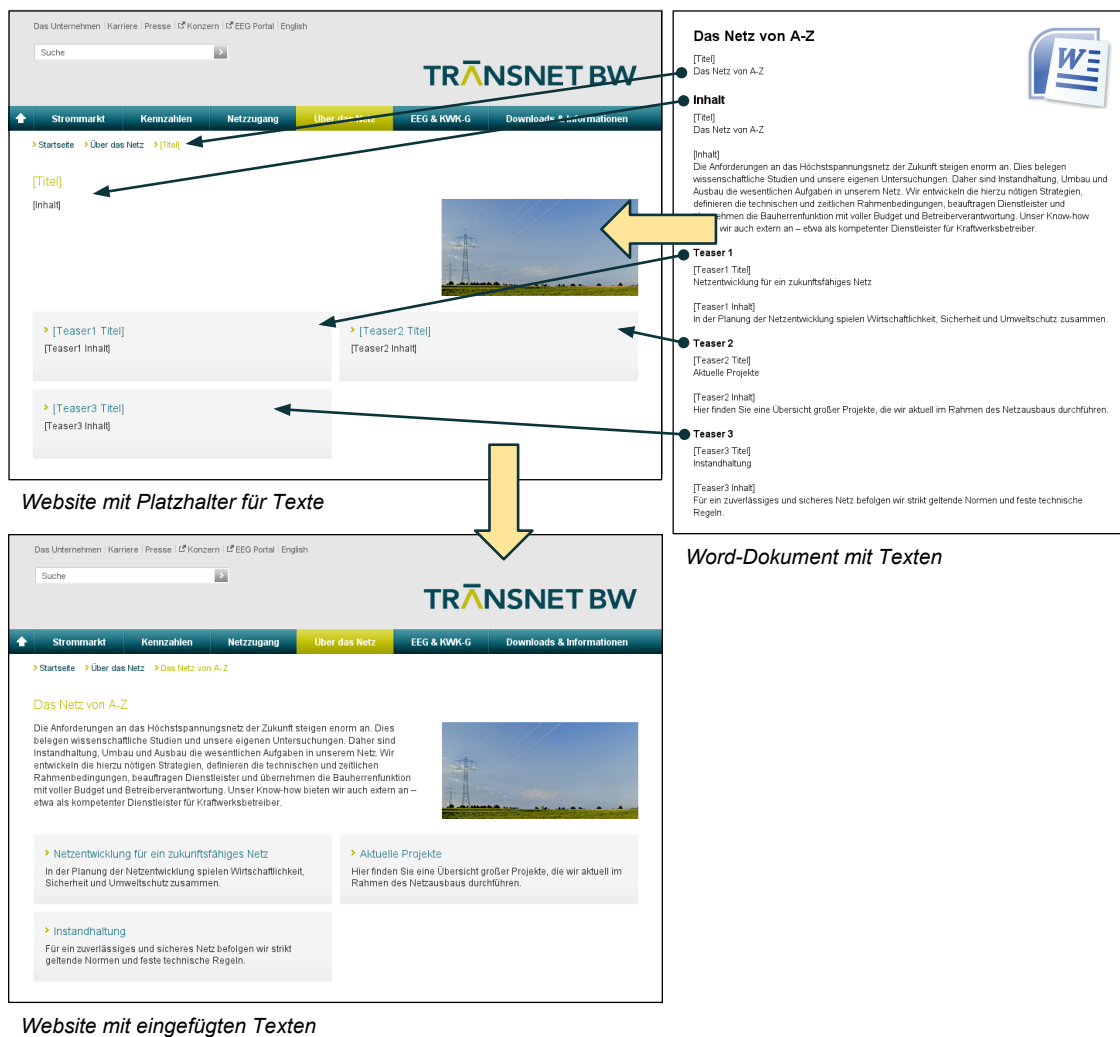 Das Unternehmen Karriere Presse Konzern EEG Portal English
Suche
TRANSNET BW
Strommarkt Kennzahlen Netzzugang Über das Netz EEG & KWK-G Downloads & Informationen
Startseite Über das Netz [Titel]
[Titel]
[Inhalt]
[Teaser1 Titel]
[Teaser1 Inhalt]
[Teaser2 Titel]
[Teaser2 Inhalt]
[Teaser3 Titel]
[Teaser3 Inhalt]
Website mit Platzhalter für Texte
Das Netz von A-Z
W
[Titel]
Das Netz von A-Z
Inhalt
[Titel]
Das Netz von A-Z
[Inhalt]
Die Anforderungen an das Höchstspannungsnetz der Zukunft steigen enorm an. Dies belegen
wissenschaftliche Studien und unsere eigenen Untersuchungen. Daher sind Instandhaltung, Umbau und
Ausbau die wesentlichen Aufgaben in unserem Netz. Wir entwickeln die hierzu nötigen Strategien,
definieren die technischen und zeitlichen Rahmenbedingungen, beauftragen Dienstleister und
ehmen die Bauherrenfunktion mit voller Budget und Betreiberverantwortung. Unser Know-how
wir auch extern an – etwa als kompetenter Dienstleister für Kraftwerksbetreiber.
Teaser 1
[Teaser1 Titel]
Netzentwicklung für ein zukunftsfähiges Netz
[Teaser1 Inhalt]
In der Planung der Netzentwicklung spielen Wirtschaftlichkeit, Sicherheit und Umweltschutz zusammen.
Teaser 2
[Teaser2 Titel]
Aktuelle Projekte
[Teaser2 Inhalt]
Hier finden Sie eine Übersicht großer Projekte, die wir aktuell im Rahmen des Netzausbaus durchführen.
Teaser 3
[Teaser3 Titel]
Instandhaltung
[Teaser3 Inhalt]
Für ein zuverlässiges und sicheres Netz befolgen wir strikt geltende Normen und feste technische
Regeln.
Word-Dokument mit Texten
Das Unternehmen Karriere Presse Konzern EEG Portal English
Suche
TRANSNET BW
Strommarkt Kennzahlen Netzzugang Über das Netz EEG & KWK-G Downloads & Informationen
Startseite Über das Netz Das Netz von A-Z
Das Netz von A-Z
Die Anforderungen an das Höchstspannungsnetz der Zukunft steigen enorm an. Dies
belegen wissenschaftliche Studien und unsere eigenen Untersuchungen. Daher sind
Instandhaltung, Umbau und Ausbau die wesentlichen Aufgaben in unserem Netz. Wir
entwickeln die hierzu nötigen Strategien, definieren die technischen und zeitlichen
Rahmenbedingungen, beauftragen Dienstleister und übernehmen die Bauherrenfunktion
mit voller Budget und Betreiberverantwortung. Unser Know-how bieten wir auch extern an –
etwa als kompetenter Dienstleister für Kraftwerksbetreiber.
Netzentwicklung für ein zukunftsfähiges Netz
In der Planung der Netzentwicklung spielen Wirtschaftlichkeit,
Sicherheit und Umweltschutz zusammen.
Aktuelle Projekte
Hier finden Sie eine Übersicht großer Projekte, die wir aktuell im
Rahmen des Netzausbaus durchführen.
Instandhaltung
Für ein zuverlässiges und sicheres Netz befolgen wir strikt
geltende Normen und feste technische Regeln.
Website mit eingefügten Texten